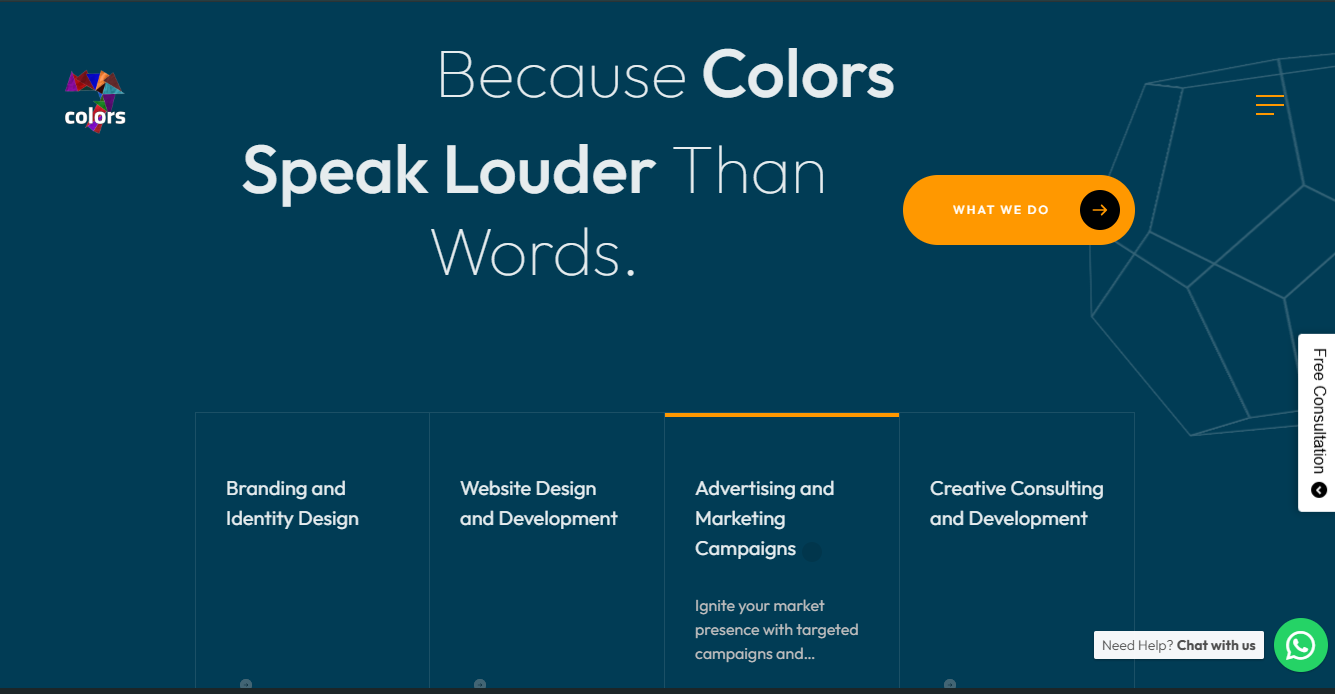 Because Colors
colors
Speak Louder Than
WHAT WE DO
Words.
Free Consultation
Branding and
Identity Design
Website Design
and Development
Advertising and
Marketing
Campaigns
Ignite your market
presence with targeted
campaigns and...
Creative Consulting
and Development
Need Help? Chat with us